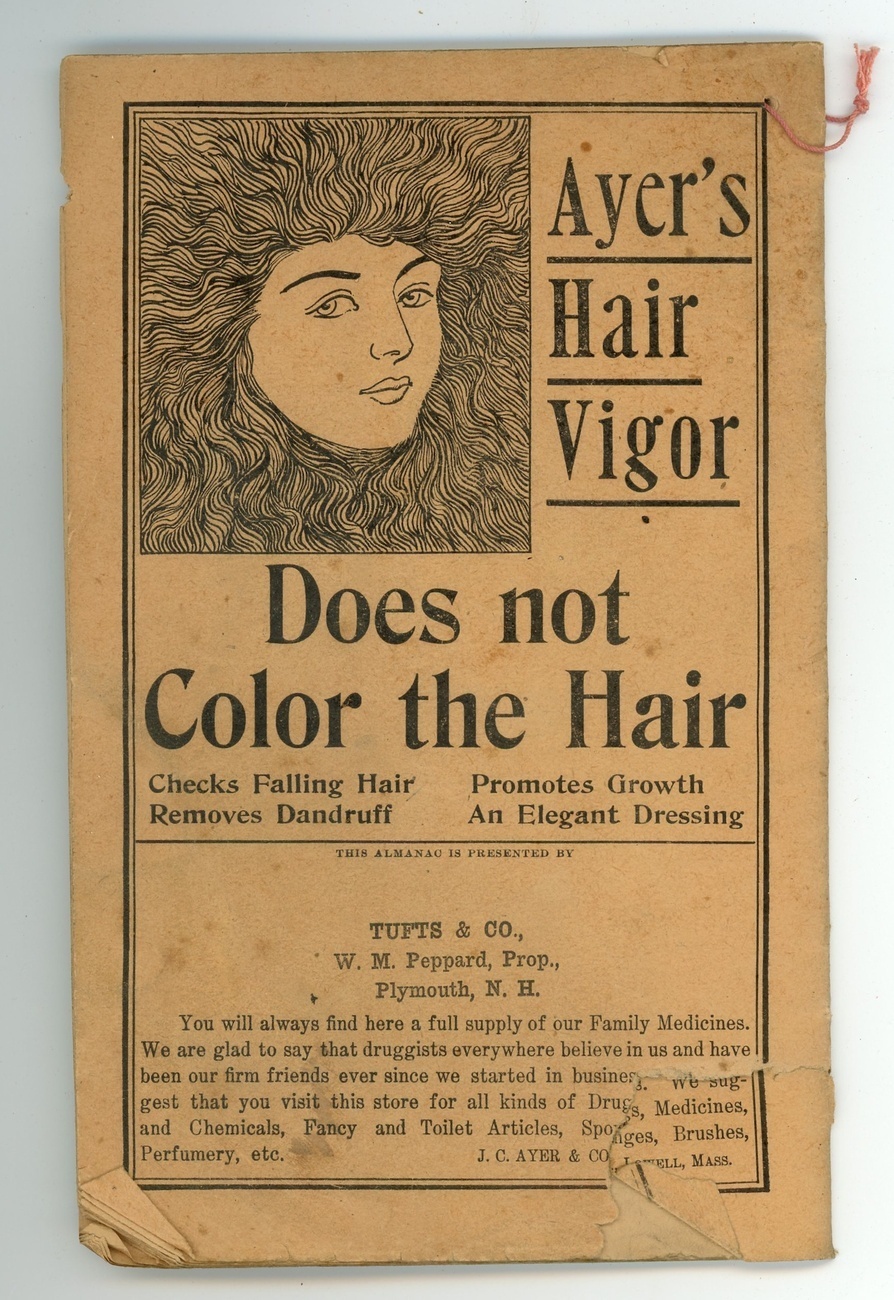 Ayer's
Hair
Vigor
Does not
Color the Hair
Checks Falling Hair Promotes Growth
Removes Dandruff An Elegant Dressing
THIS ALMANAC IS PRESENTED BY
TUFTS & CO.,
W. M. Peppard, Prop.,
Plymouth, N. H.
You will always find here a full supply of our Family Medicines.
We are glad to say that druggists everywhere believe in us and have
been our firm friends ever since we started in business. We sug-
gest that you visit this store for all kinds of Drugs, Medicines,
and Chemicals, Fancy and Toilet Articles, Sponges, Brushes,
Perfumery, etc. J. C. AYER & CO., LOWELL, MASS.